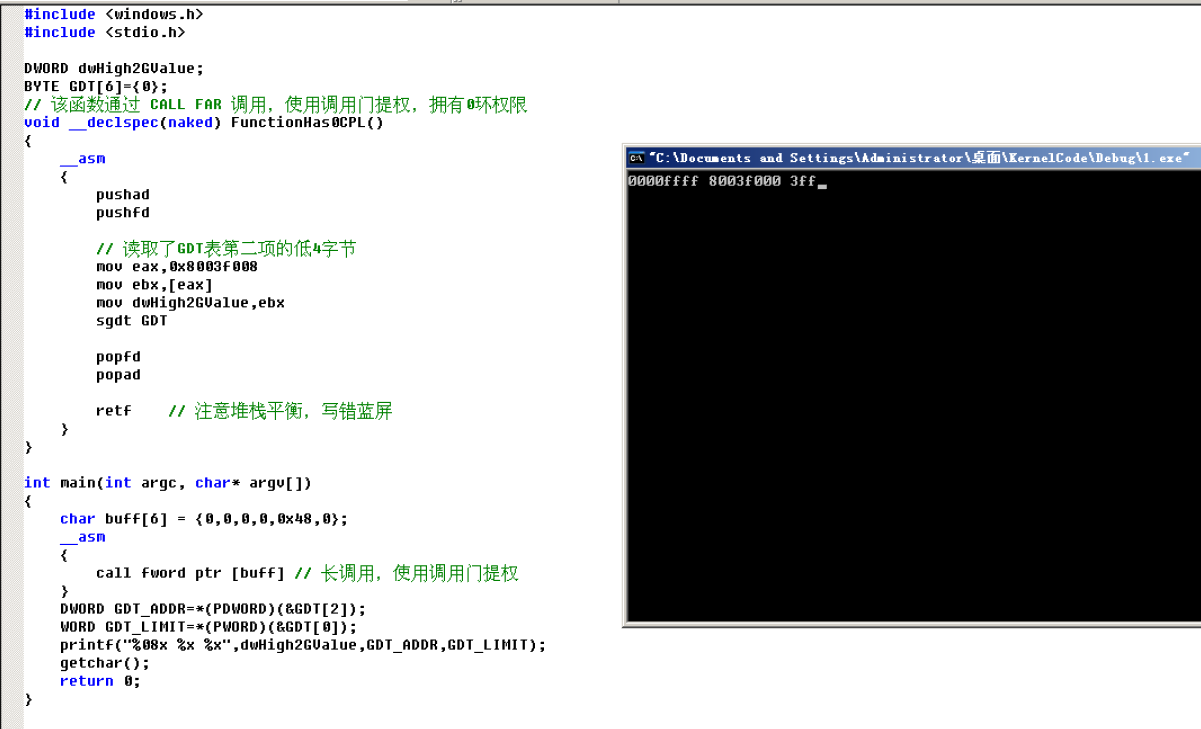 #include <windows.h>
#include <stdio.h>
DWORD dwHigh2GValue;
BYTE GDT[6]={0};
// 该函数通过 CALL FAR 调用，使用调用门提权，拥有0环权限
void __declspec(naked) FunctionHas0CPL()
{
    __asm
    {
        pushad
        pushfd
        // 读取了GDT表第二项的低4字节
        mov eax,0x8003f008
        mov ebx,[eax]
        mov dwHigh2GValue,ebx
        sgdt GDT
        popfd
        popad
        retf    // 注意堆栈平衡，写错蓝屏
    }
}
int main(int argc, char* argv[])
{
    char buff[6] = {0,0,0,0,0x48,0};
    __asm
    {
        call fword ptr [buff] // 长调用，使用调用门提权
    }
    DWORD GDT_ADDR=*(PDWORD)(&GDT[2]);
    WORD GDT_LIMIT=*(PWORD)(&GDT[0]);
    printf("%08x %x %x",dwHigh2GValue,GDT_ADDR,GDT_LIMIT);
    getchar();
    return 0;
}
"C:\Documents and Settings\Administrator\桌面\KernelCode\Debug\1.exe"
0000ffff 8003f000 3ff_